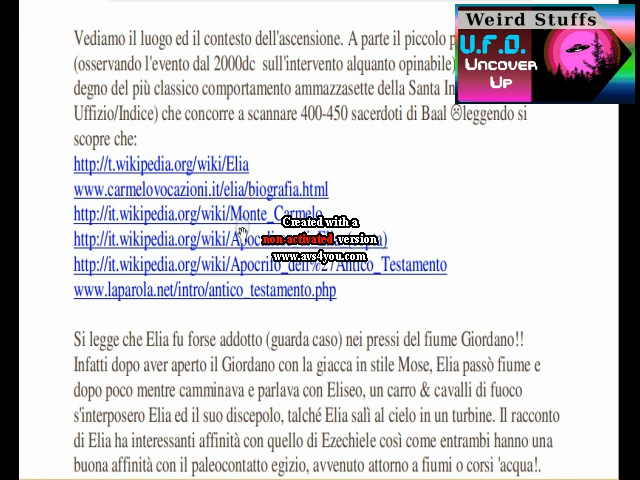 Weird Stuffs
U.F.O.
UNCOVER
UP
Vediamo il luogo ed il contesto dell'ascensione. A parte il piccolo
(osservando l'evento dal 2000dc sull'intervento alquanto opinabile)
degno del più classico comportamento ammazzasette della Santa
Uffizio/Indice) che concorre a scannare 400-450 sacerdoti di Baal ☹leggendo si
scopre che:
http://t.wikipedia.org/wiki/Elia
www.carmelovocazioni.it/elia/biografia.html
http://it.wikipedia.org/wiki/Monte_Carmelo
Created with a
http://it.wikipedia.org/wiki/
non-activated version
www.avs4you.com
http://it.wikipedia.org/wiki/Apocrifo_dell%27Antico_Testamento
www.laparola.net/intro/antico_testamento.php
Si legge che Elia fu forse addotto (guarda caso) nei pressi del fiume Giordano!!
Infatti dopo aver aperto il Giordano con la giacca in stile Mose, Elia passò fiume e
dopo poco mentre camminava e parlava con Eliseo, un carro & cavalli di fuoco
s'interposero Elia ed il suo discepolo, talché Elia salì al cielo in un turbine. Il racconto
di Elia ha interessanti affinità con quello di Ezechiele così come entrambi hanno una
buona affinità con il paleocontatto egizio, avvenuto attorno a fiumi o corsi 'acqua!.